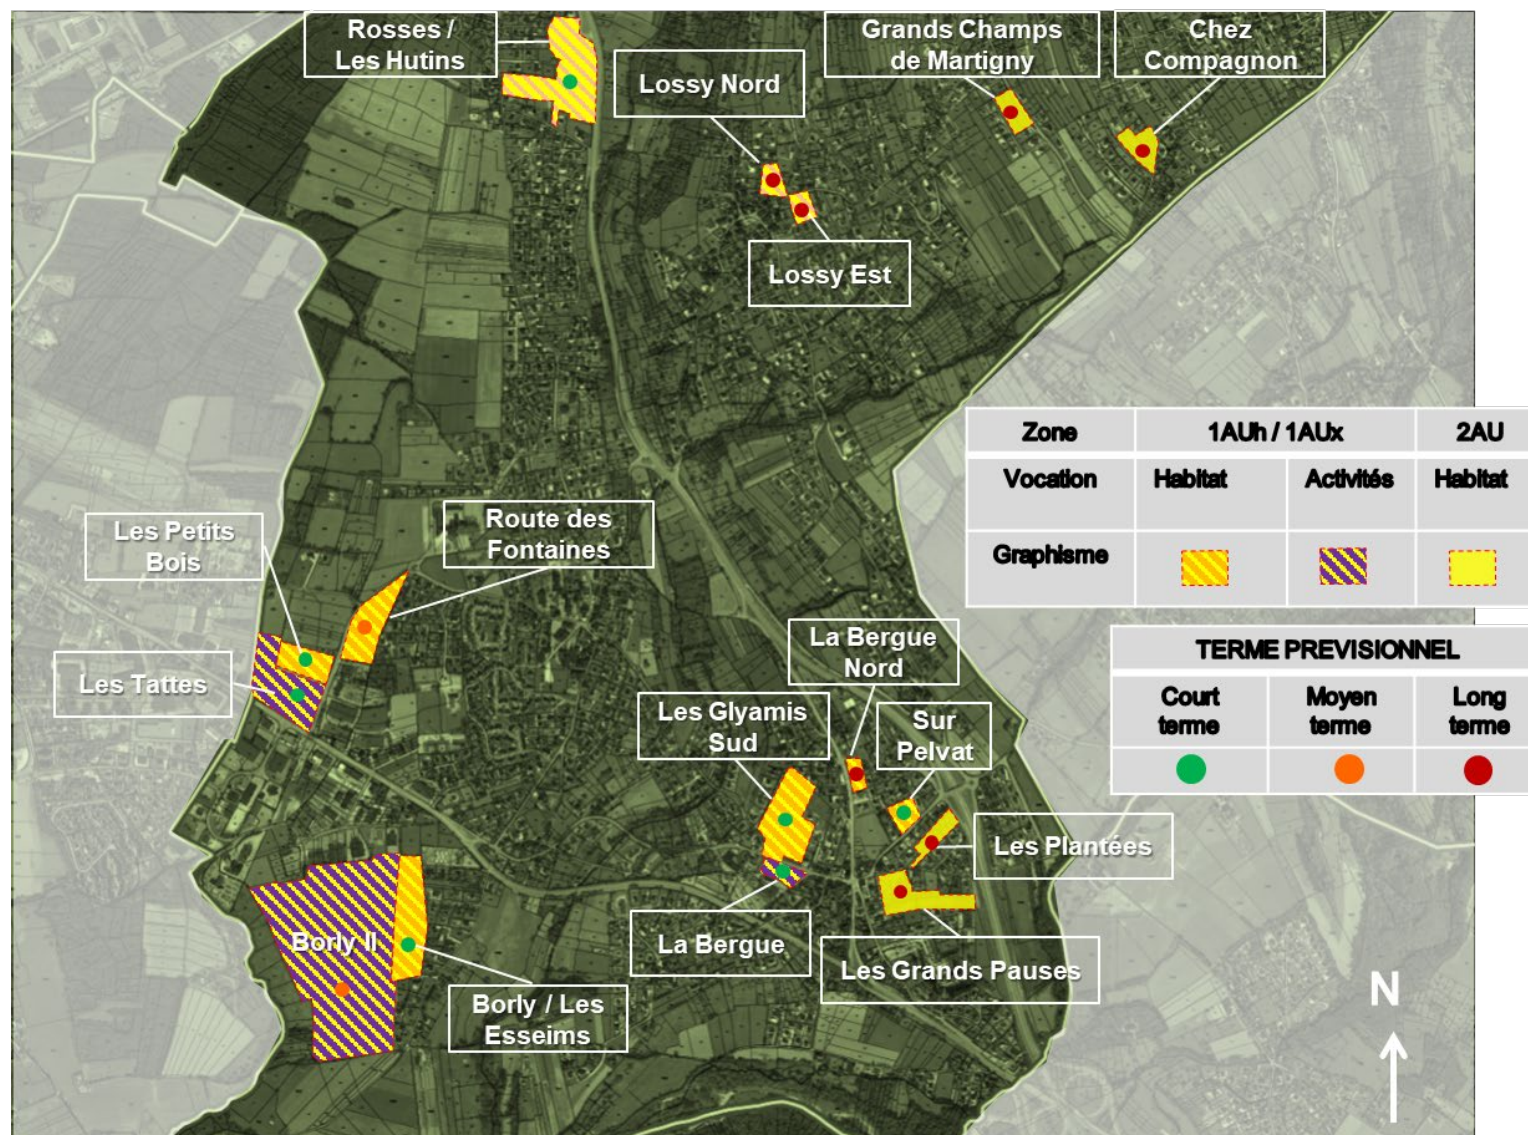 Rosses /
Les Hutins
Lossy Nord
Grands Champs
de Martigny
Chez
Compagnon
Lossy Est
Zone 1AUh / 1AUx 2AU
Vocation Habitat Activités Habitat
Graphisme
Les Petits
Bois
Route des
Fontaines
Les Tattes
La Bergue
Nord
TERME PREVISIONNEL
Court
terme
Moyen
terme
Long
terme
Les Glyamis
Sud
Sur
Pelvat
Les Plantées
Borly II
La Bergue
Les Grands Pauses
Borly / Les
Esseims
N